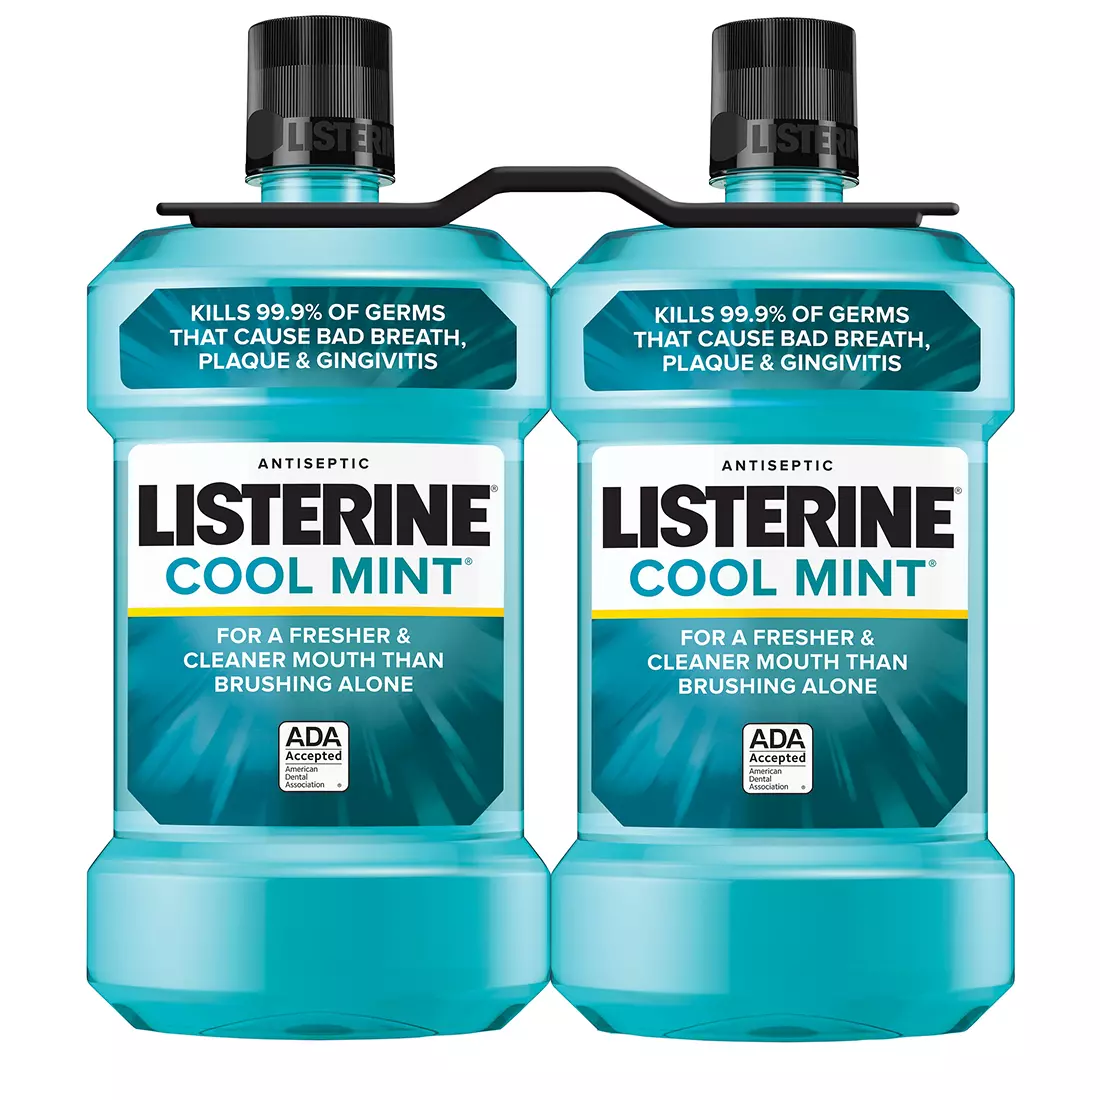 LISTERINE
KILLS 99.9% OF GERMS
THAT CAUSE BAD BREATH,
PLAQUE & GINGIVITIS
ANTISEPTIC
LISTERINE®
COOL MINT®
FOR A FRESHER &
CLEANER MOUTH THAN
BRUSHING ALONE
ADA
Accepted
American
Dental
Association ®
LISTERIN
KILLS 99.9% OF GERMS
THAT CAUSE BAD BREATH,
PLAQUE & GINGIVITIS
ANTISEPTIC
LISTERINE®
COOL MINT®
FOR A FRESHER &
CLEANER MOUTH THAN
BRUSHING ALONE
ADA
Accepted
American
Dental
Association ®